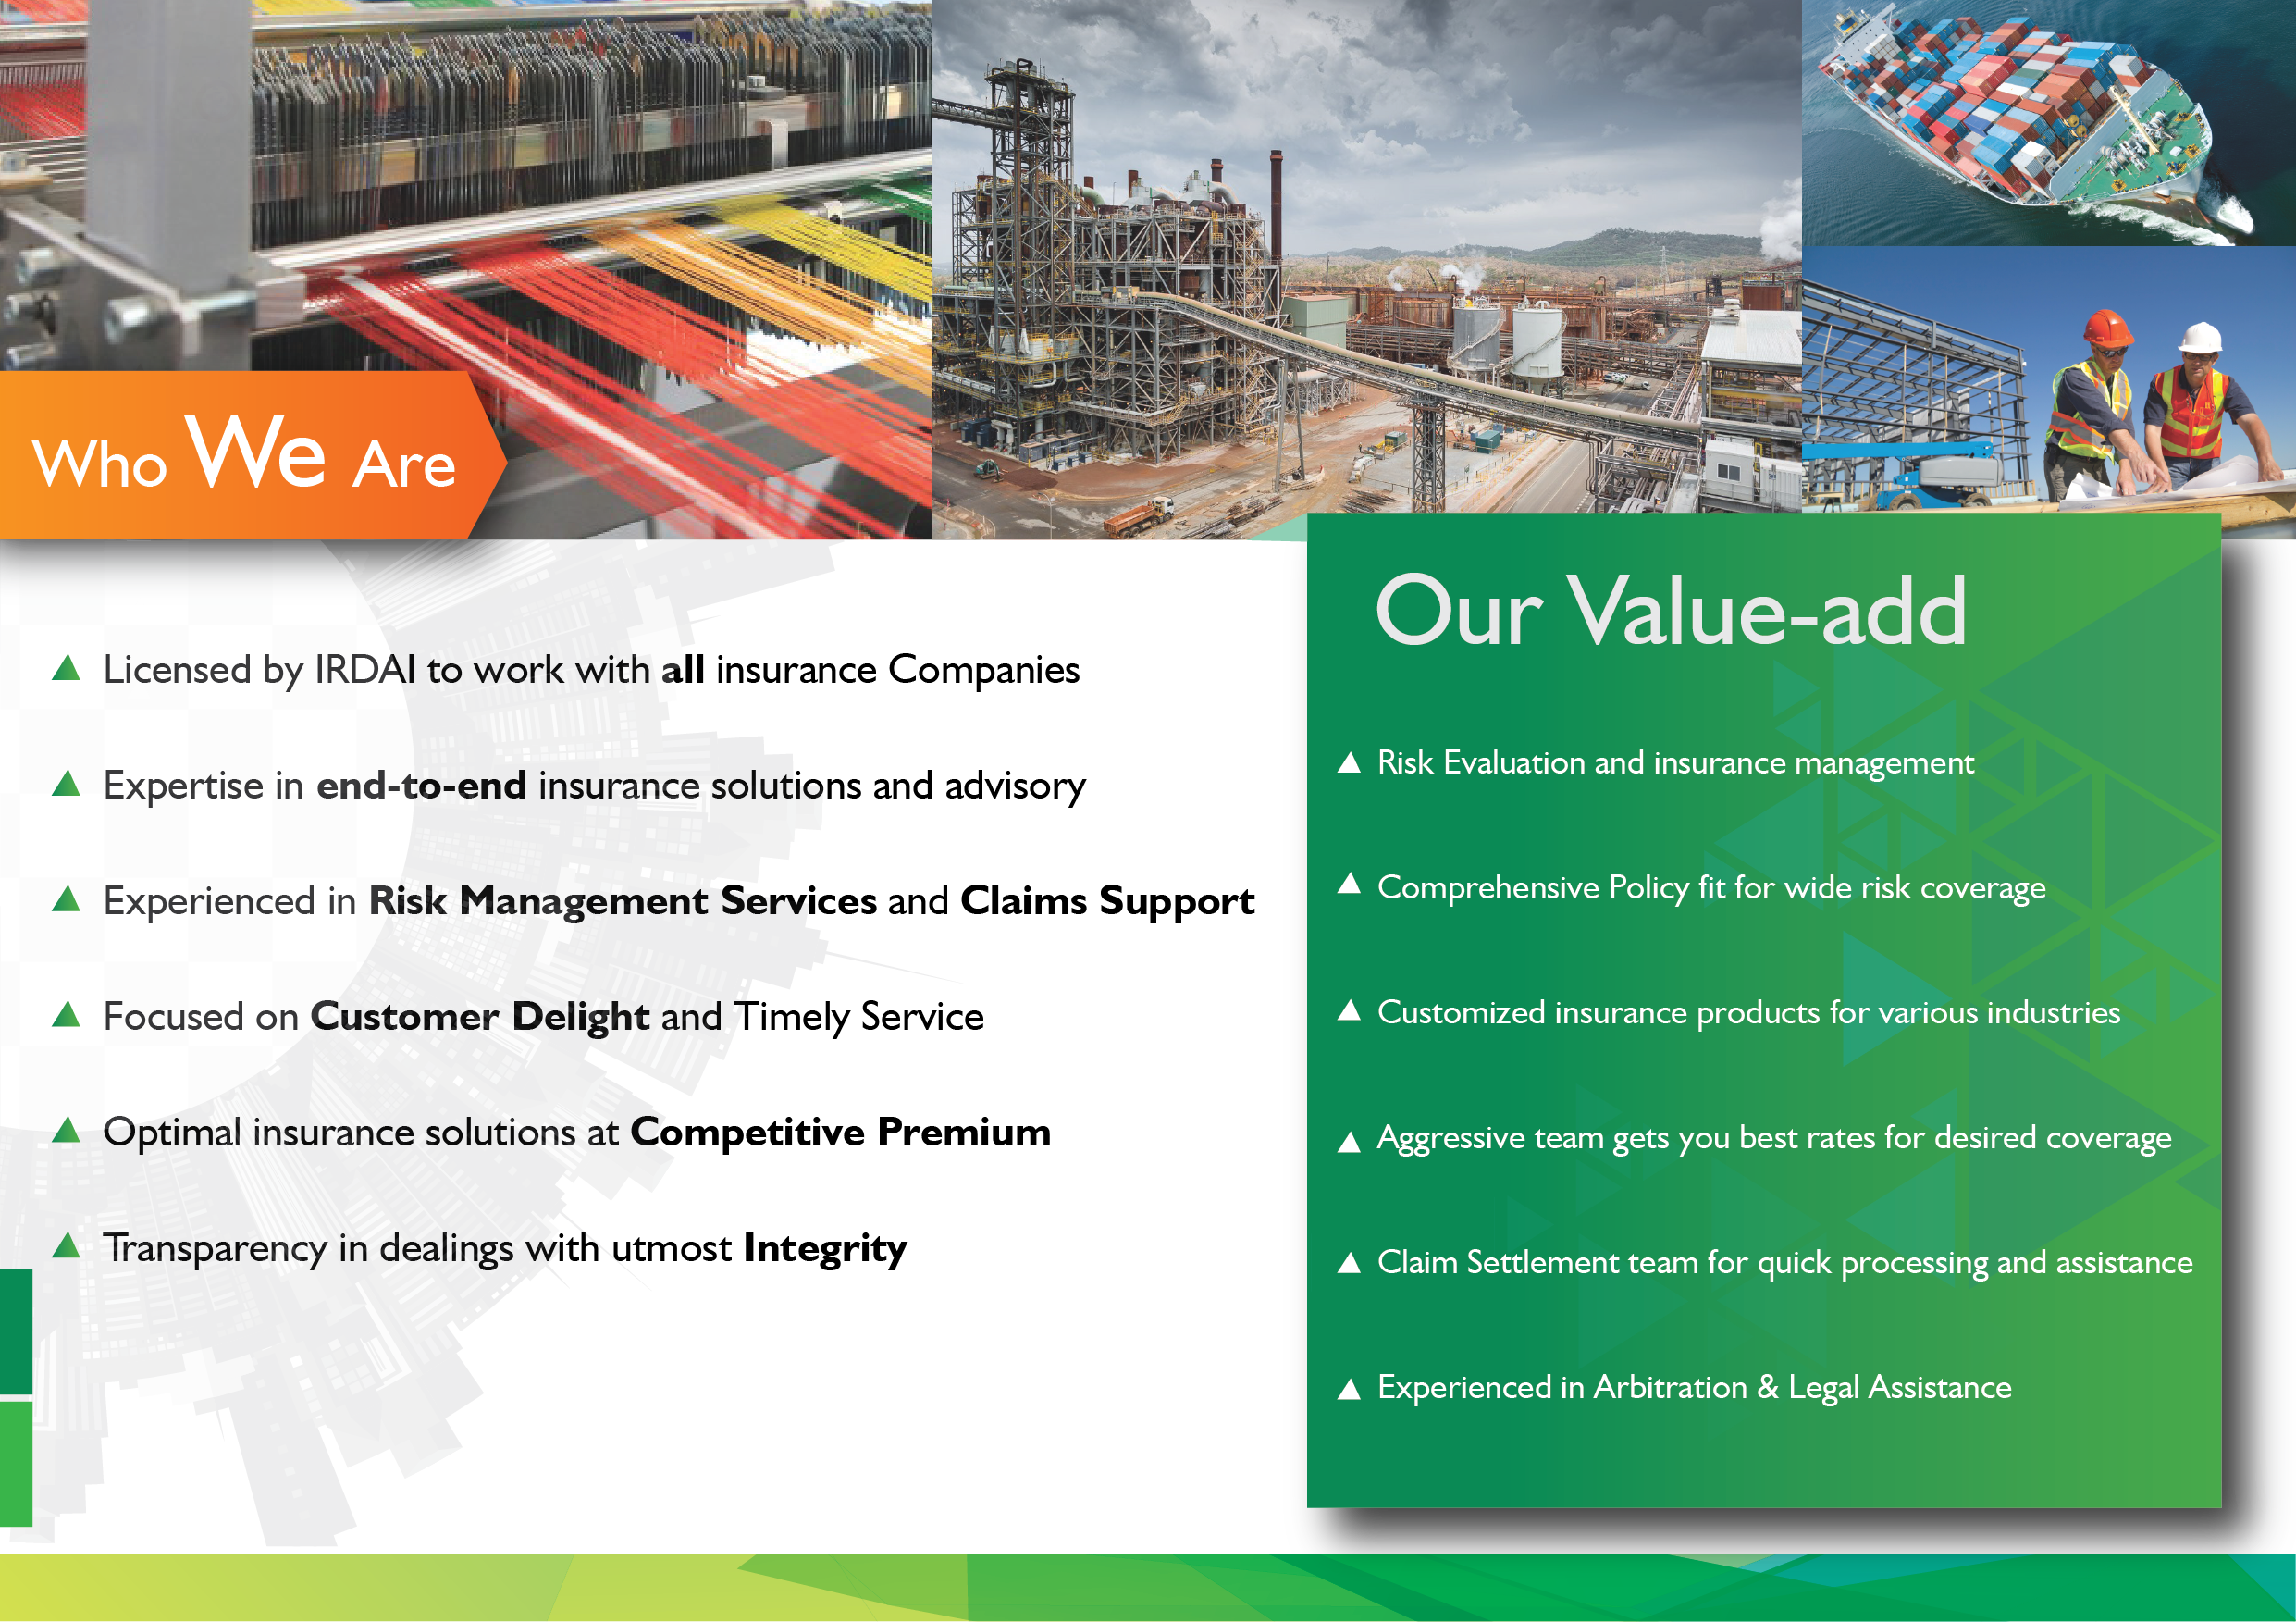 Who We Are
Licensed by IRDAI to work with all insurance Companies
Expertise in end-to-end insurance solutions and advisory
Experienced in Risk Management Services and Claims Support
Focused on Customer Delight and Timely Service
Optimal insurance solutions at Competitive Premium
Transparency in dealings with utmost Integrity
Our Value-add
Risk Evaluation and insurance management
Comprehensive Policy fit for wide risk coverage
Customized insurance products for various industries
Aggressive team gets you best rates for desired coverage
Claim Settlement team for quick processing and assistance
Experienced in Arbitration & Legal Assistance